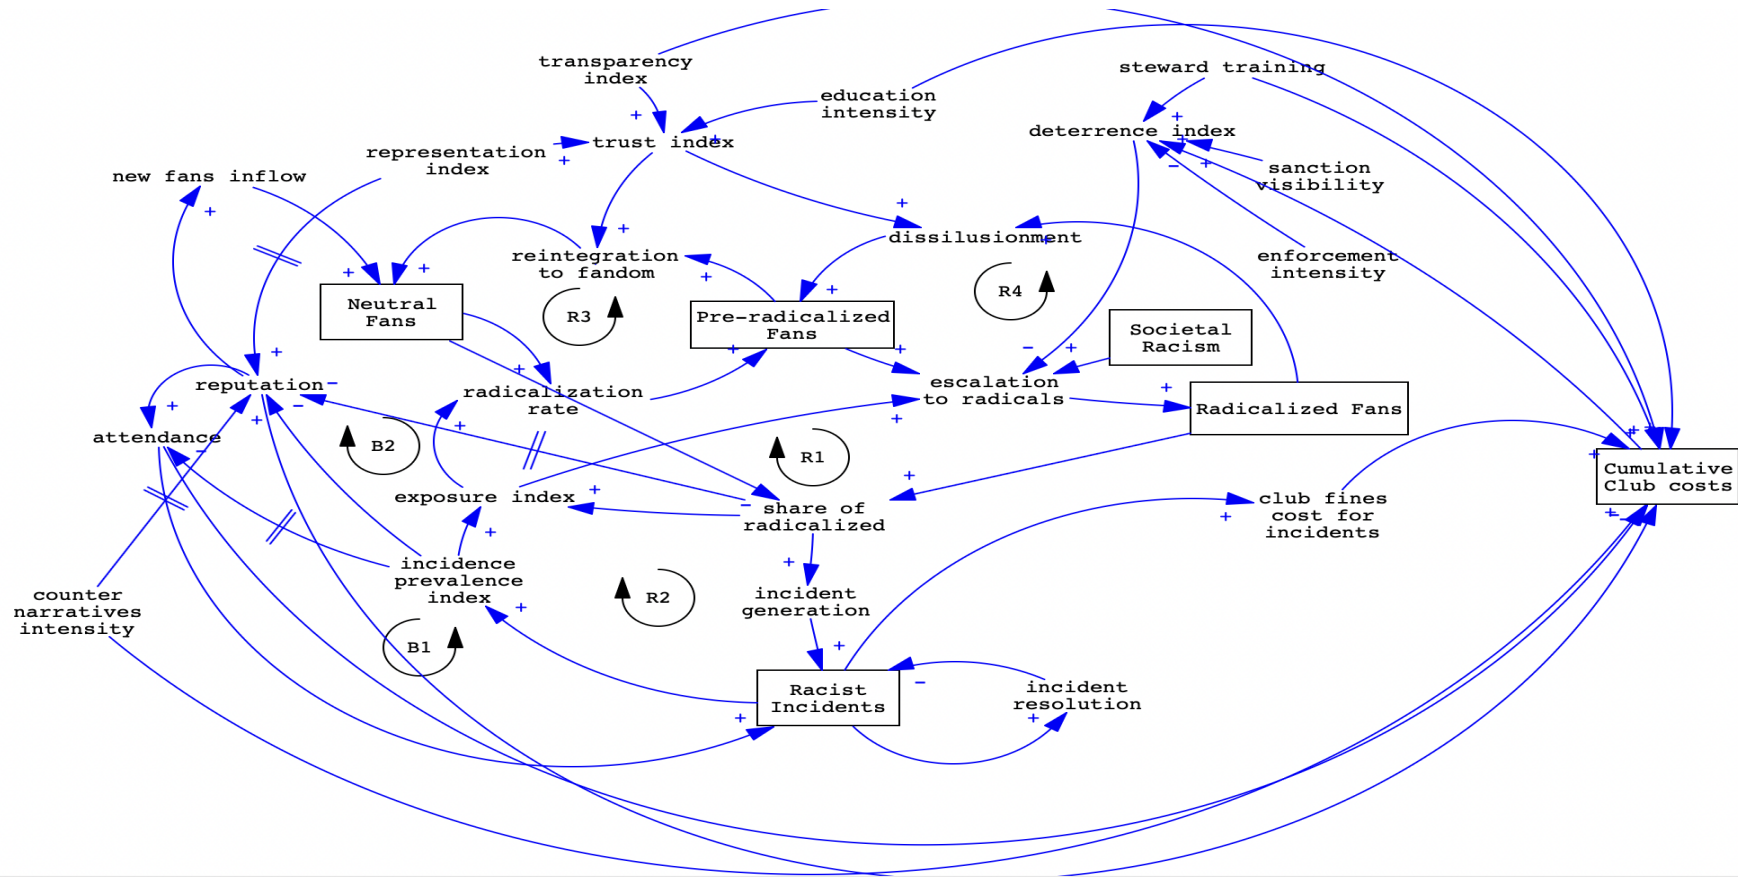 transparency
index
education
intensity
steward training
deterrence index
trust index
representation
index
new fans inflow
sanction
visibility
dissilusionment
reintegration
to fandom
enforcement
intensity
R4
Neutral
Fans
R3
Pre-radicalized
Fans
Societal
Racism
reputation
radicalization
rate
escalation
to radicals
Radicalized Fans
attendance
B2
R1
Cumulative
Club costs
exposure index
share of
radicalized
club fines
cost for
incidents
incidence
prevalence
index
counter
narratives
intensity
R2
incident
generation
B1
Racist
Incidents
incident
resolution